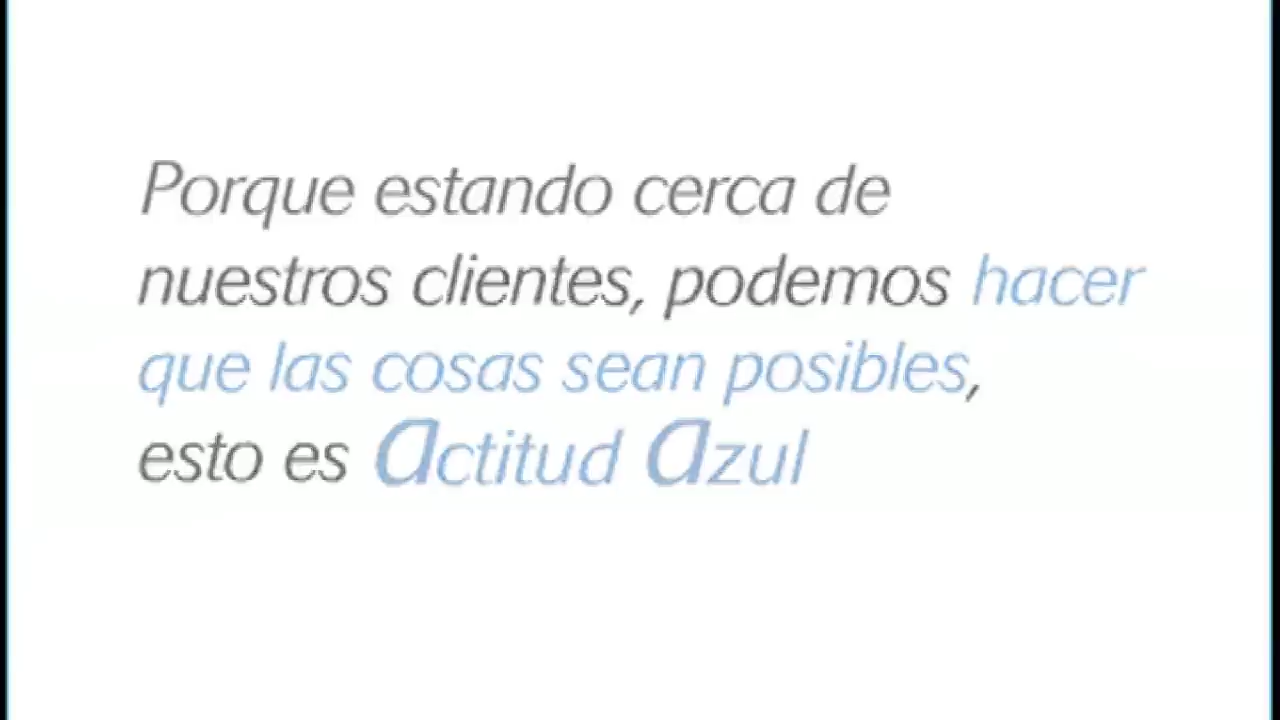 Porque estando cerca de
nuestros clientes, podemos hacer
que las cosas sean posibles,
esto es actitud azul